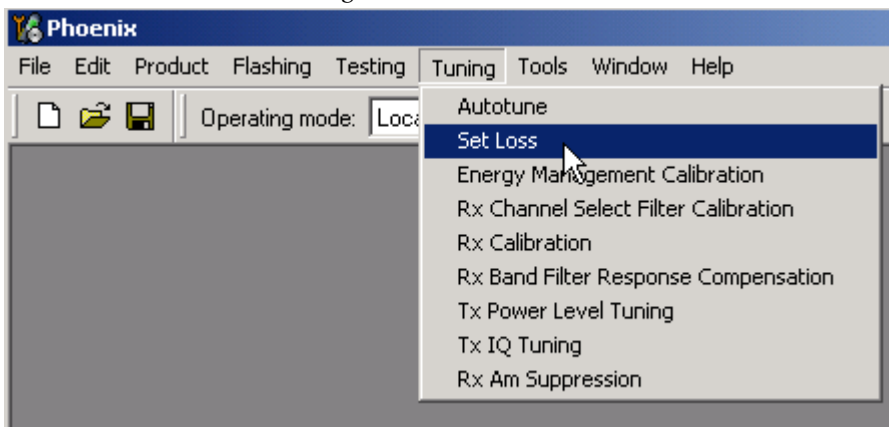 Phoenix
File Edit Product Flashing Testing Tuning Tools Window Help
Operating mode:
Autotune
Set Loss
Energy Management Calibration
Rx Channel Select Filter Calibration
Rx Calibration
Rx Band Filter Response Compensation
Tx Power Level Tuning
Tx IQ Tuning
Rx Am Suppression